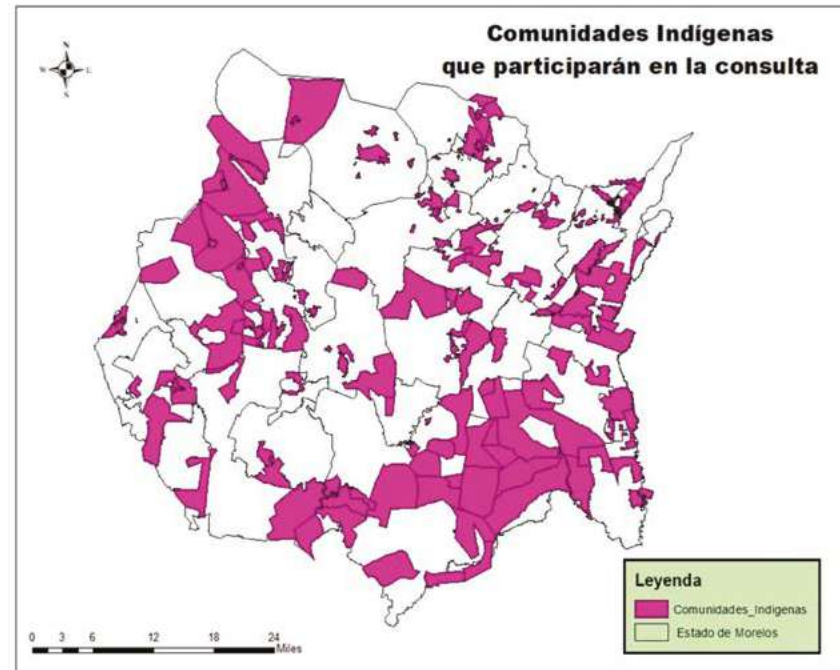 Comunidades Indígenas
que participarán en la consulta
N
W E
S
Leyenda
Comunidades_Indigenas
Estado de Morelos
0 3 6 12 18 24
Miles